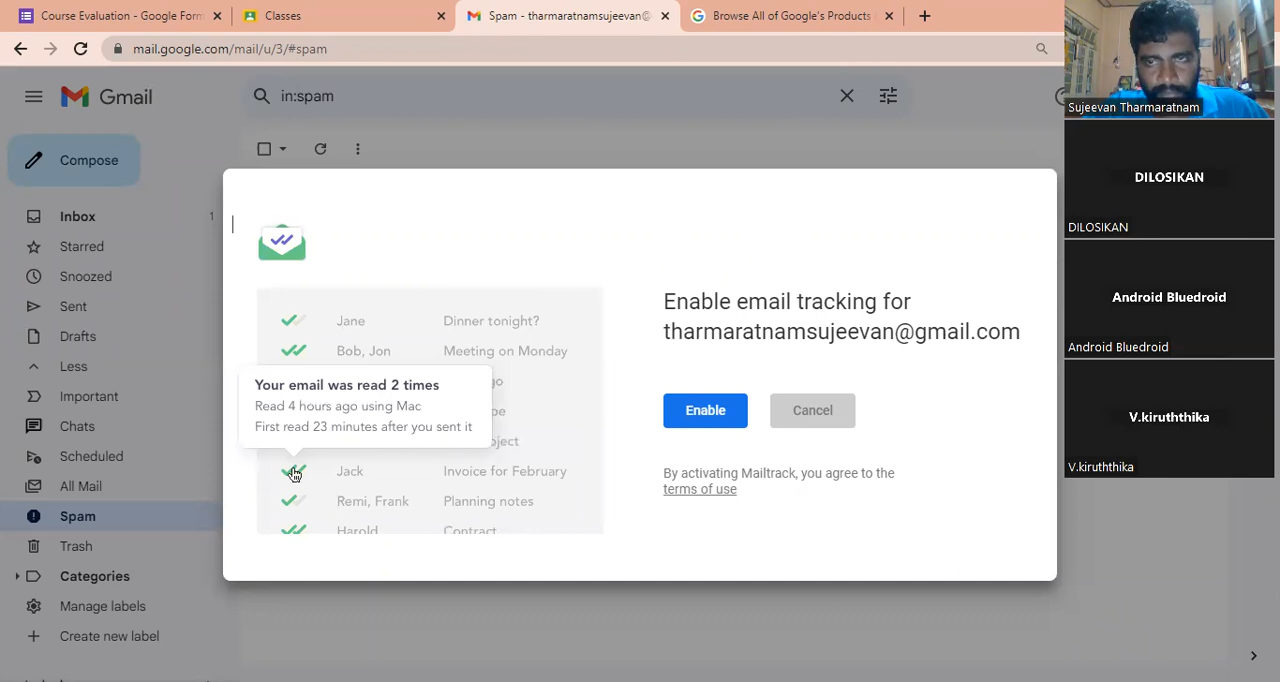 Course Evaluation - Google Form
Classes
Spam - tharmaratnamsujeevan@
Browse All of Google's Products
mail.google.com/mail/u/3/#spam
Gmail
in:spam
Compose
Inbox
1
Starred
Snoozed
Sent
Drafts
Less
Important
Chats
Scheduled
All Mail
Spam
Trash
Categories
Manage labels
Create new label
Jane Dinner tonight?
Bob, Jon Meeting on Monday
Your email was read 2 times
Read 4 hours ago using Mac
First read 23 minutes after you sent it
Jack Invoice for February
Remi, Frank Planning notes
Harold Contract
Enable email tracking for
tharmaratnamsujeevan@gmail.com
Enable Cancel
By activating Mailtrack, you agree to the
terms of use
Sujeevan Tharmaratnam
DILOSIKAN
DILOSIKAN
Android Bluedroid
Android Bluedroid
V.kiruththika
V.kiruththika